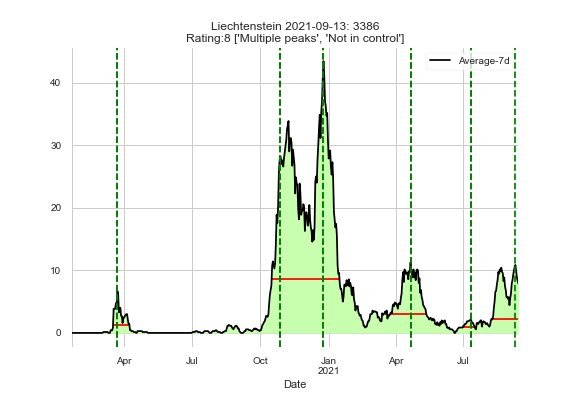 Liechtenstein 2021-09-13: 3386
Rating:8 ['Multiple peaks', 'Not in control']
Average-7d
40
30
20
10
0
Apr
Jul
Oct
Jan
2021
Apr
Jul
Date